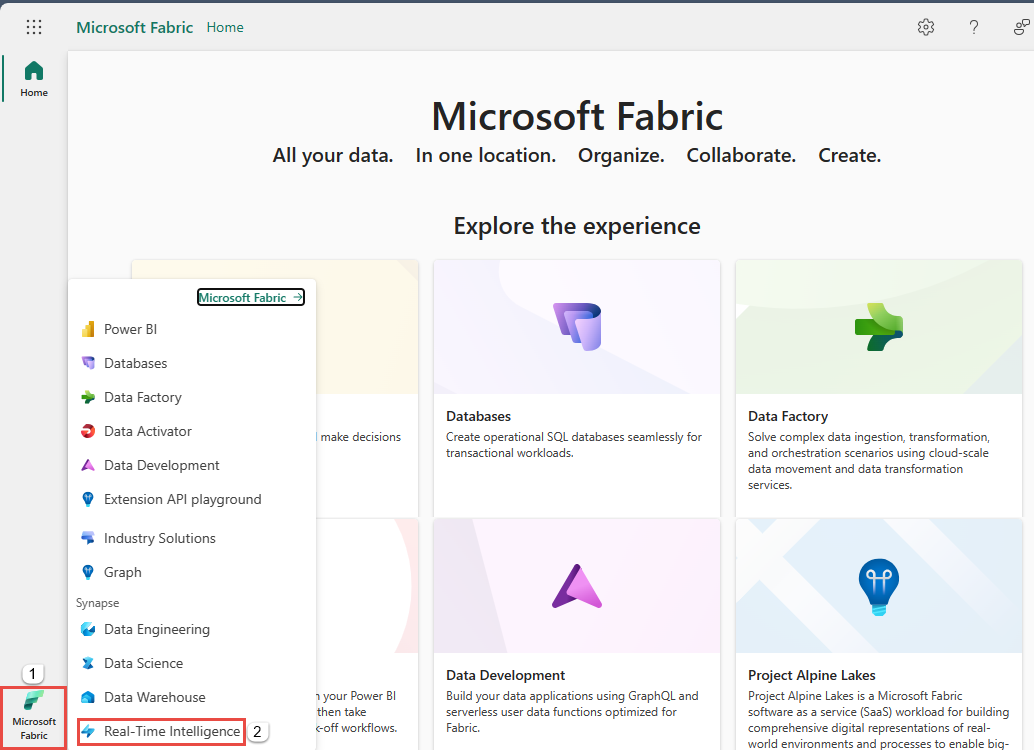 Microsoft Fabric Home
Home
Microsoft Fabric
All your data. In one location. Organize. Collaborate. Create.
Explore the experience
Microsoft Fabric
Power BI
Databases
Data Factory
Data Activator
Data Development
Extension API playground
Industry Solutions
Graph
Synapse
Data Engineering
Data Science
Data Warehouse
Real-Time Intelligence 2
1
Microsoft
Fabric
make decisions
Databases
Create operational SQL databases seamlessly for
transactional workloads.
Data Factory
Solve complex data ingestion, transformation,
and orchestration scenarios using cloud-scale
data movement and data transformation
services.
your Power BI
then take
k-off workflows.
Data Development
Build your data applications using GraphQL and
serverless user data functions optimized for
Fabric.
Project Alpine Lakes
Project Alpine Lakes is a Microsoft Fabric
software as a service (SaaS) workload for building
comprehensive digital representations of real-
world environments and processes to enable big-